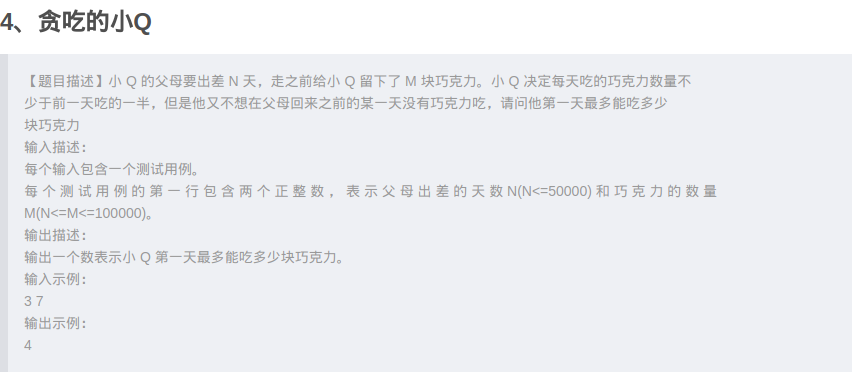 4、贪吃的小Q
【题目描述】小 Q 的父母要出差 N 天，走之前给小 Q 留下了 M 块巧克力。小 Q 决定每天吃的巧克力数量不
少于前一天吃的一半，但是他又不想在父母回来之前的某一天没有巧克力吃，请问他第一天最多能吃多少
块巧克力
输入描述:
每个输入包含一个测试用例。
每个测试用例的第一行包含两个正整数，表示父母出差的天数N(N<=50000)和巧克力的数量
M(N<=M<=100000)。
输出描述:
输出一个数表示小 Q 第一天最多能吃多少块巧克力。
输入示例:
3 7
输出示例:
4